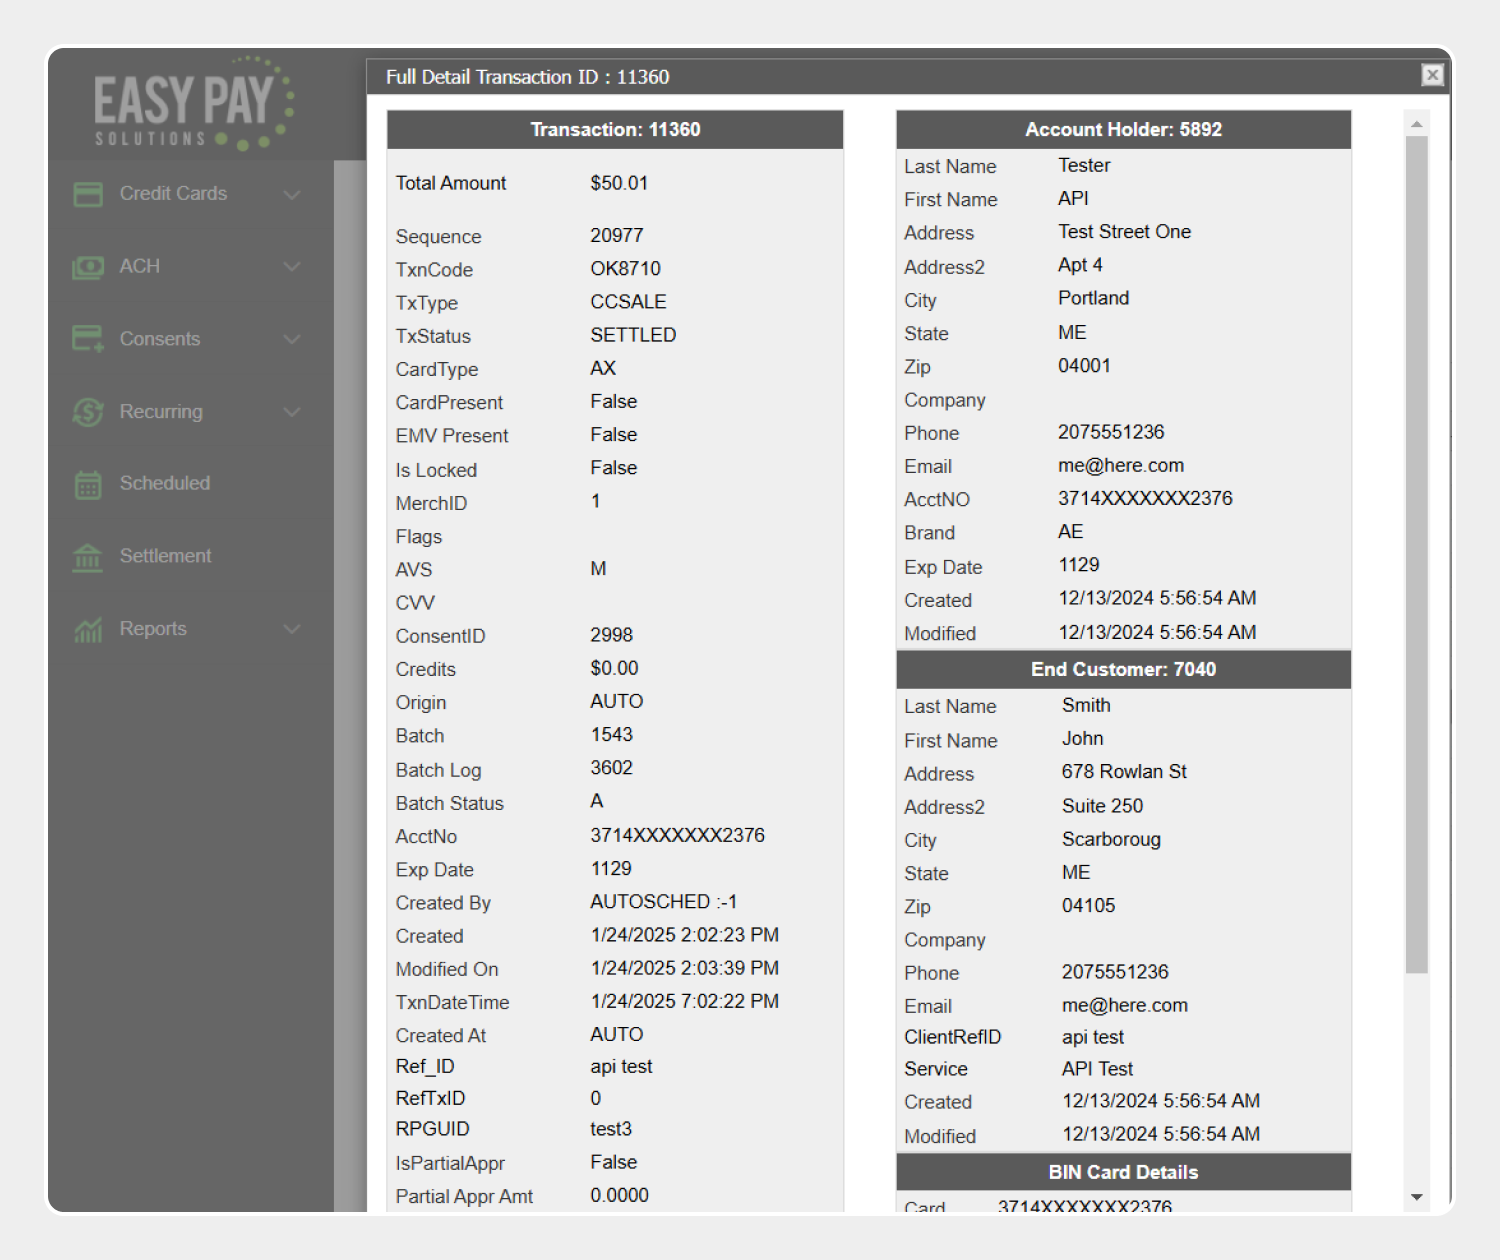 EASY PAY
SOLUTIONS
Credit Cards
ACH
Consents
Recurring
Scheduled
Settlement
Reports
Full Detail Transaction ID : 11360
Transaction: 11360
Total Amount $50.01
Sequence 20977
TxnCode OK8710
TxType CCSALE
TxStatus SETTLED
CardType AX
CardPresent False
EMV Present False
Is Locked False
MerchID 1
Flags
AVS M
CVV
ConsentID 2998
Credits $0.00
Origin AUTO
Batch 1543
Batch Log 3602
Batch Status A
AcctNo 3714XXXXXXX2376
Exp Date 1129
Created By AUTOSCHED :-1
Created 1/24/2025 2:02:23 PM
Modified On 1/24/2025 2:03:39 PM
TxnDateTime 1/24/2025 7:02:22 PM
Created At AUTO
Ref_ID api test
RefTxID 0
RPGUID test3
IsPartialAppr False
Partial Appr Amt 0.0000
Account Holder: 5892
Last Name Tester
First Name API
Address Test Street One
Address2 Apt 4
City Portland
State ME
Zip 04001
Company
Phone 2075551236
Email me@here.com
AcctNO 3714XXXXXXX2376
Brand AE
Exp Date 1129
Created 12/13/2024 5:56:54 AM
Modified 12/13/2024 5:56:54 AM
End Customer: 7040
Last Name Smith
First Name John
Address 678 Rowlan St
Address2 Suite 250
City Scarboroug
State ME
Zip 04105
Company
Phone 2075551236
Email me@here.com
ClientRefID api test
Service API Test
Created 12/13/2024 5:56:54 AM
Modified 12/13/2024 5:56:54 AM
BIN Card Details
Card 3714XXXXXXX2376